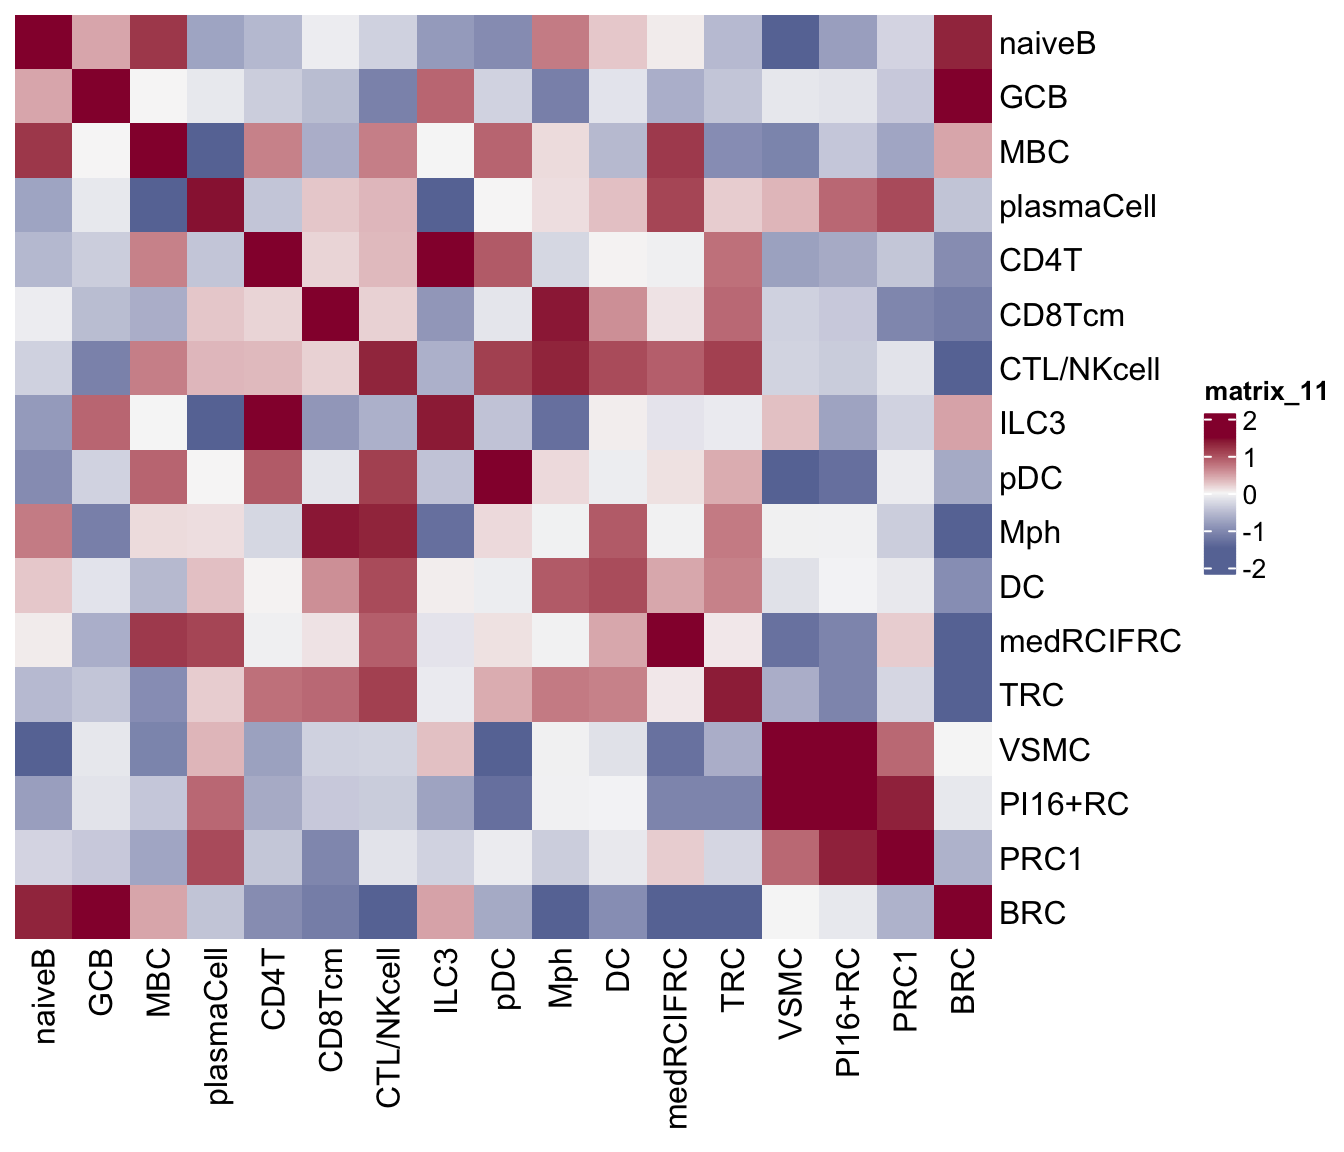 naiveB
GCB
MBC
plasmaCell
CD4T
CD8Tcm
CTL/NKcell
ILC3
pDC
Mph
DC
medRCIFRC
TRC
VSMC
PI16+RC
PRC1
BRC
matrix_11
2
1
0
-1
-2
naiveB
GCB
MBC
plasmaCell
CD4T
CD8Tcm
CTL/NKcell
ILC3
pDC
Mph
DC
medRCIFRC
TRC
VSMC
PI16+RC
PRC1
BRC